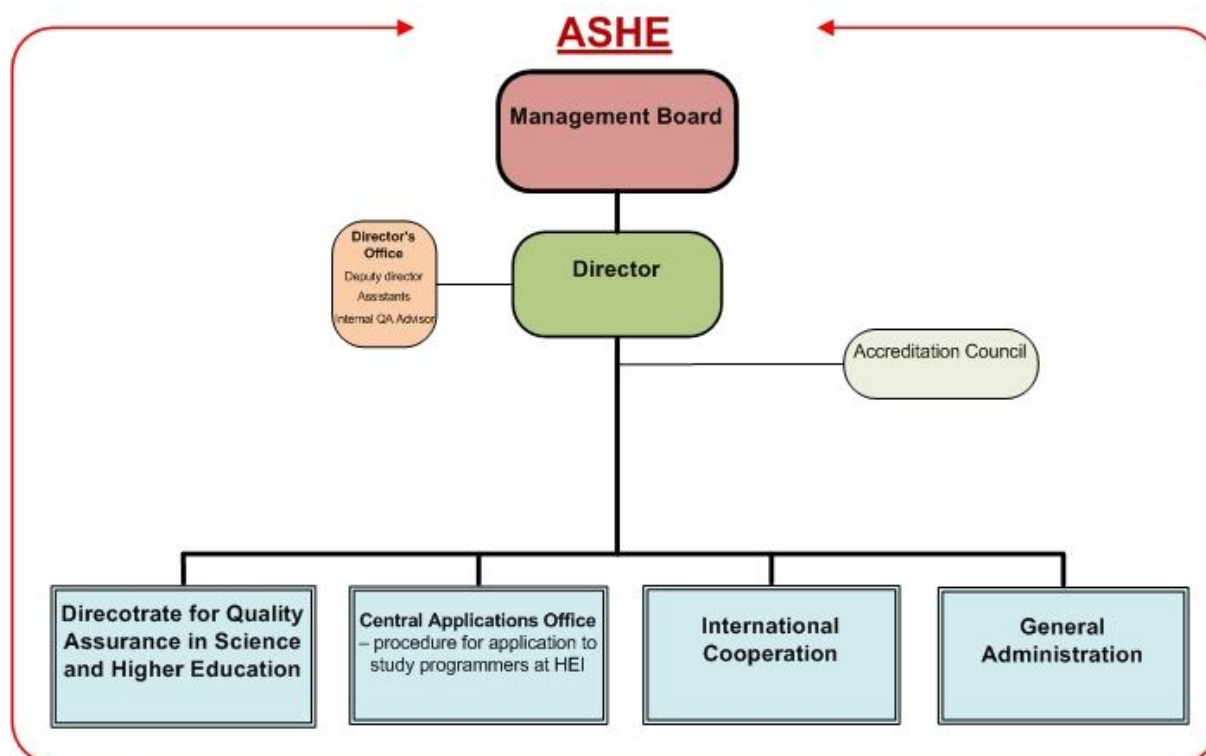 ASHE
Management Board
Director's
Office
Deputy director
Assistants
Internal QA Advisor
Director
Accreditation Council
Direcotrate for Quality
Assurance in Science
and Higher Education
Central Applications Office
– procedure for application to
study programmers at HEI
International
Cooperation
General
Administration